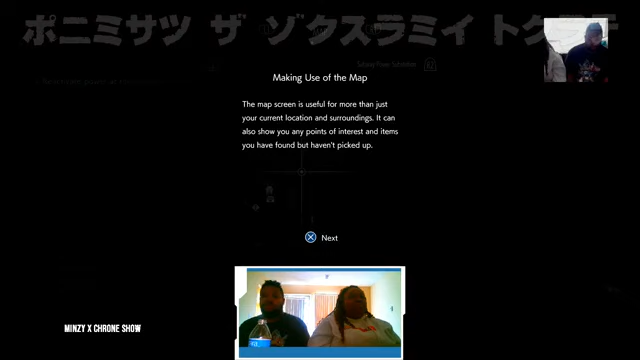 ポニミサツ ザ ゾクスラミイ トクラテ
Making Use of the Map
The map screen is useful for more than just
your current location and surroundings. It can
also show you any points of interest and items
you have found but haven't picked up.
Next
MINZY X CHRONE SHOW